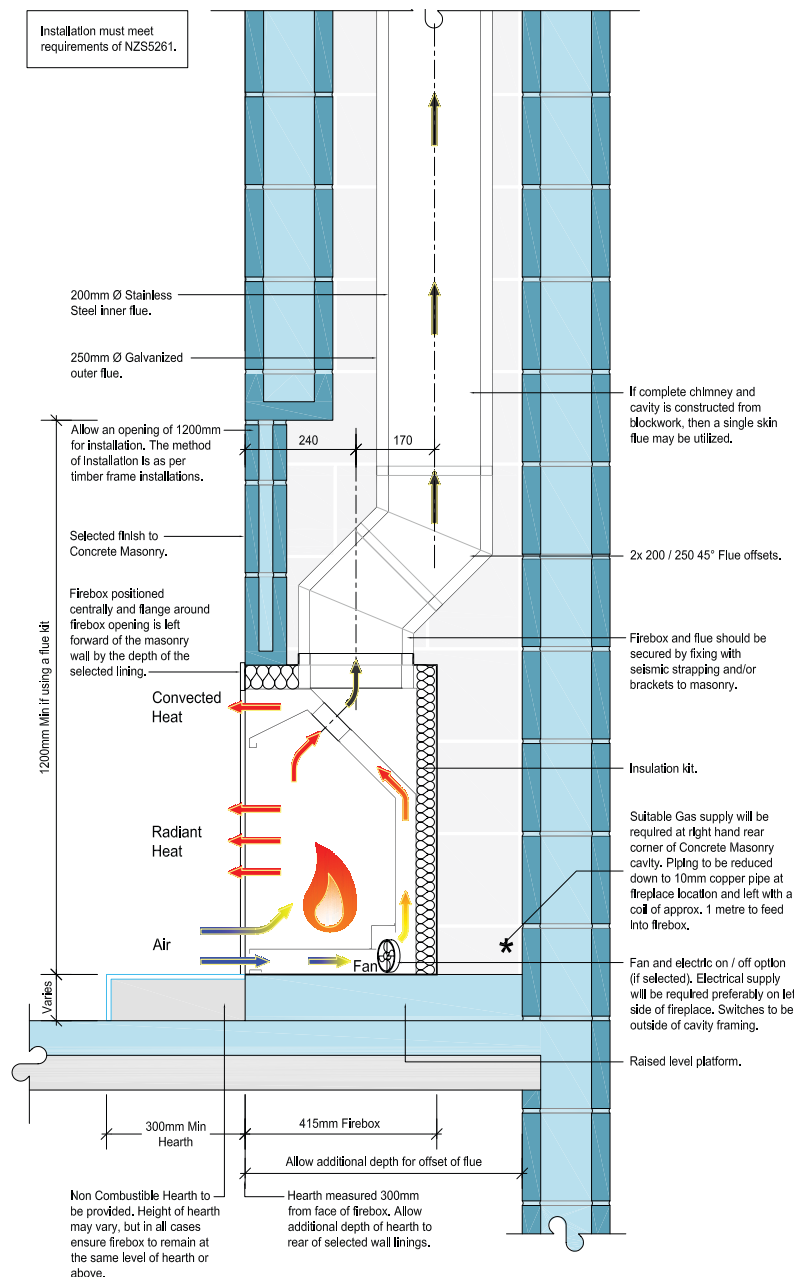 Installation must meet
requirements of NZS5261.
200mm Ø Stainless
Steel inner flue.
250mm Ø Galvanized
outer flue.
If complete chimney and
cavity is constructed from
blockwork, then a single skin
flue may be utilized.
Allow an opening of 1200mm
for installation. The method
of Installation is as per
timber frame installations.
240
170
Selected finish to
Concrete Masonry.
2x 200 / 250 45° Flue offsets.
Firebox positioned
centrally and flange around
firebox opening is left
forward of the masonry
wall by the depth of the
selected lining.
Firebox and flue should be
secured by fixing with
seismic strapping and/or
brackets to masonry.
1200mm Min if using a flue kit
Convected
Heat
Insulation kit.
Radiant
Heat
Suitable Gas supply will be
required at right hand rear
corner of Concrete Masonry
cavity. Piping to be reduced
down to 10mm copper pipe at
fireplace location and left with a
coil of approx. 1 metre to feed
into firebox.
Air
*
Fan
Fan and electric on / off option
(if selected). Electrical supply
will be required preferably on let
side of fireplace. Switches to be
outside of cavity framing.
Varies
Raised level platform.
300mm Min
Hearth
415mm Firebox
Allow additional depth for offset of flue
Non Combustible Hearth to
be provided. Height of hearth
may vary, but in all cases
ensure firebox to remain at
the same level of hearth or
above.
Hearth measured 300mm
from face of firebox. Allow
additional depth of hearth to
rear of selected wall linings.